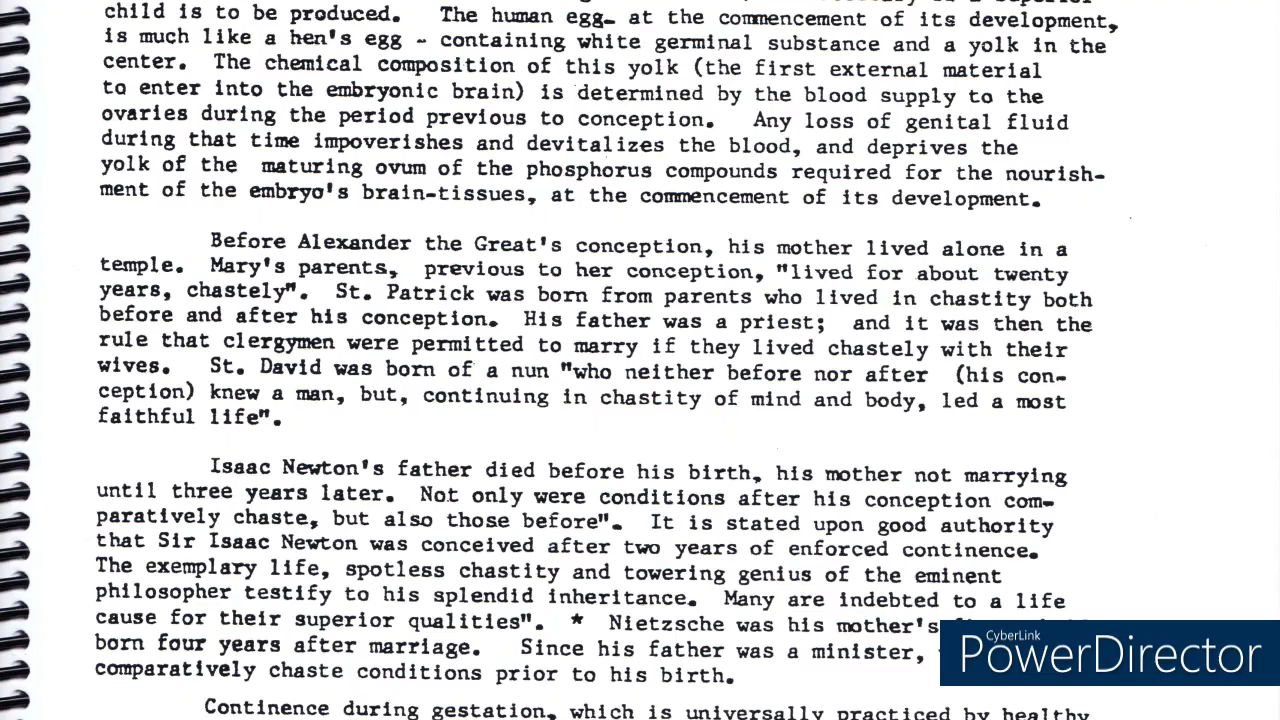 child is to be produced. The human egg- at the commencement of its development,
is much like a hen's egg - containing white germinal substance and a yolk in the
center. The chemical composition of this yolk (the first external material
to enter into the embryonic brain) is determined by the blood supply to the
ovaries during the period previous to conception. Any loss of genital fluid
during that time impoverishes and devitalizes the blood, and deprives the
yolk of the maturing ovum of the phosphorus compounds required for the nourish-
ment of the embryo's brain-tissues, at the commencement of its development.
Before Alexander the Great's conception, his mother lived alone in a
temple. Mary's parents, previous to her conception, "lived for about twenty
years, chastely". St. Patrick was born from parents who lived in chastity both
before and after his conception. His father was a priest; and it was then the
rule that clergymen were permitted to marry if they lived chastely with their
wives. St. David was born of a nun "who neither before nor after (his con-
ception) knew a man, but, continuing in chastity of mind and body, led a most
faithful life".
Isaac Newton's father died before his birth, his mother not marrying
until three years later. Not only were conditions after his conception com-
paratively chaste, but also those before". It is stated upon good authority
that Sir Isaac Newton was conceived after two years of enforced continence.
The exemplary life, spotless chastity and towering genius of the eminent
philosopher testify to his splendid inheritance. Many are indebted to a life
cause for their superior qualities". * Nietzsche was his mother's
born four years after marriage. Since his father was a minister,
comparatively chaste conditions prior to his birth.
Continence during gestation, which is universally practiced by healthy
CyberLink
PowerDirector